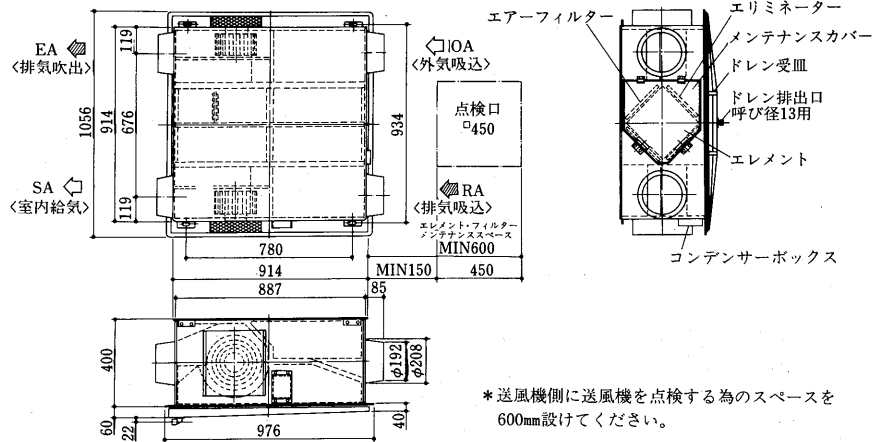 EA
〈排気吹出〉
OA
〈外気吸込〉
SA
〈室内給気〉
RA
〈排気吸込〉
エレメント・フィルター
メンテナンススペース
点検口
□450
119
676
119
914
1056
934
780
914
887
85
MIN600
MIN150
450
400
60
22
976
40
φ192
φ208
エアーフィルター
エリミネーター
メンテナンスカバー
ドレン受皿
ドレン排出口
呼び径13用
エレメント
コンデンサーボックス
*送風機側に送風機を点検する為のスペースを
600mm設けてください。